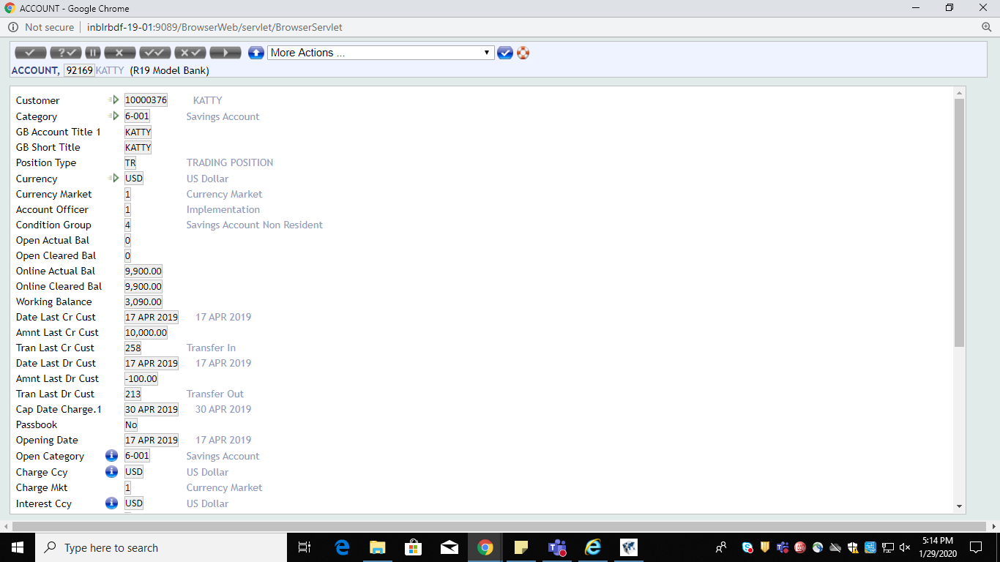 ACCOUNT - Google Chrome
Not secure | inblrbdf-19-01:9089/BrowserWeb/servlet/BrowserServlet
More Actions ...
ACCOUNT, 92169 KATTY (R19 Model Bank)
Customer 10000376 KATTY
Category 6-001 Savings Account
GB Account Title 1 KATTY
GB Short Title KATTY
Position Type TR TRADING POSITION
Currency USD US Dollar
Currency Market 1 Currency Market
Account Officer 1 Implementation
Condition Group 4 Savings Account Non Resident
Open Actual Bal 0
Open Cleared Bal 0
Online Actual Bal 9,900.00
Online Cleared Bal 9,900.00
Working Balance 3,090.00
Date Last Cr Cust 17 APR 2019 17 APR 2019
Amnt Last Cr Cust 10,000.00
Tran Last Cr Cust 258 Transfer In
Date Last Dr Cust 17 APR 2019 17 APR 2019
Amnt Last Dr Cust -100.00
Tran Last Dr Cust 213 Transfer Out
Cap Date Charge.1 30 APR 2019 30 APR 2019
Passbook No
Opening Date 17 APR 2019 17 APR 2019
Open Category 6-001 Savings Account
Charge Ccy USD US Dollar
Charge Mkt 1 Currency Market
Interest Ccy USD US Dollar
Type here to search
5:14 PM
1/29/2020